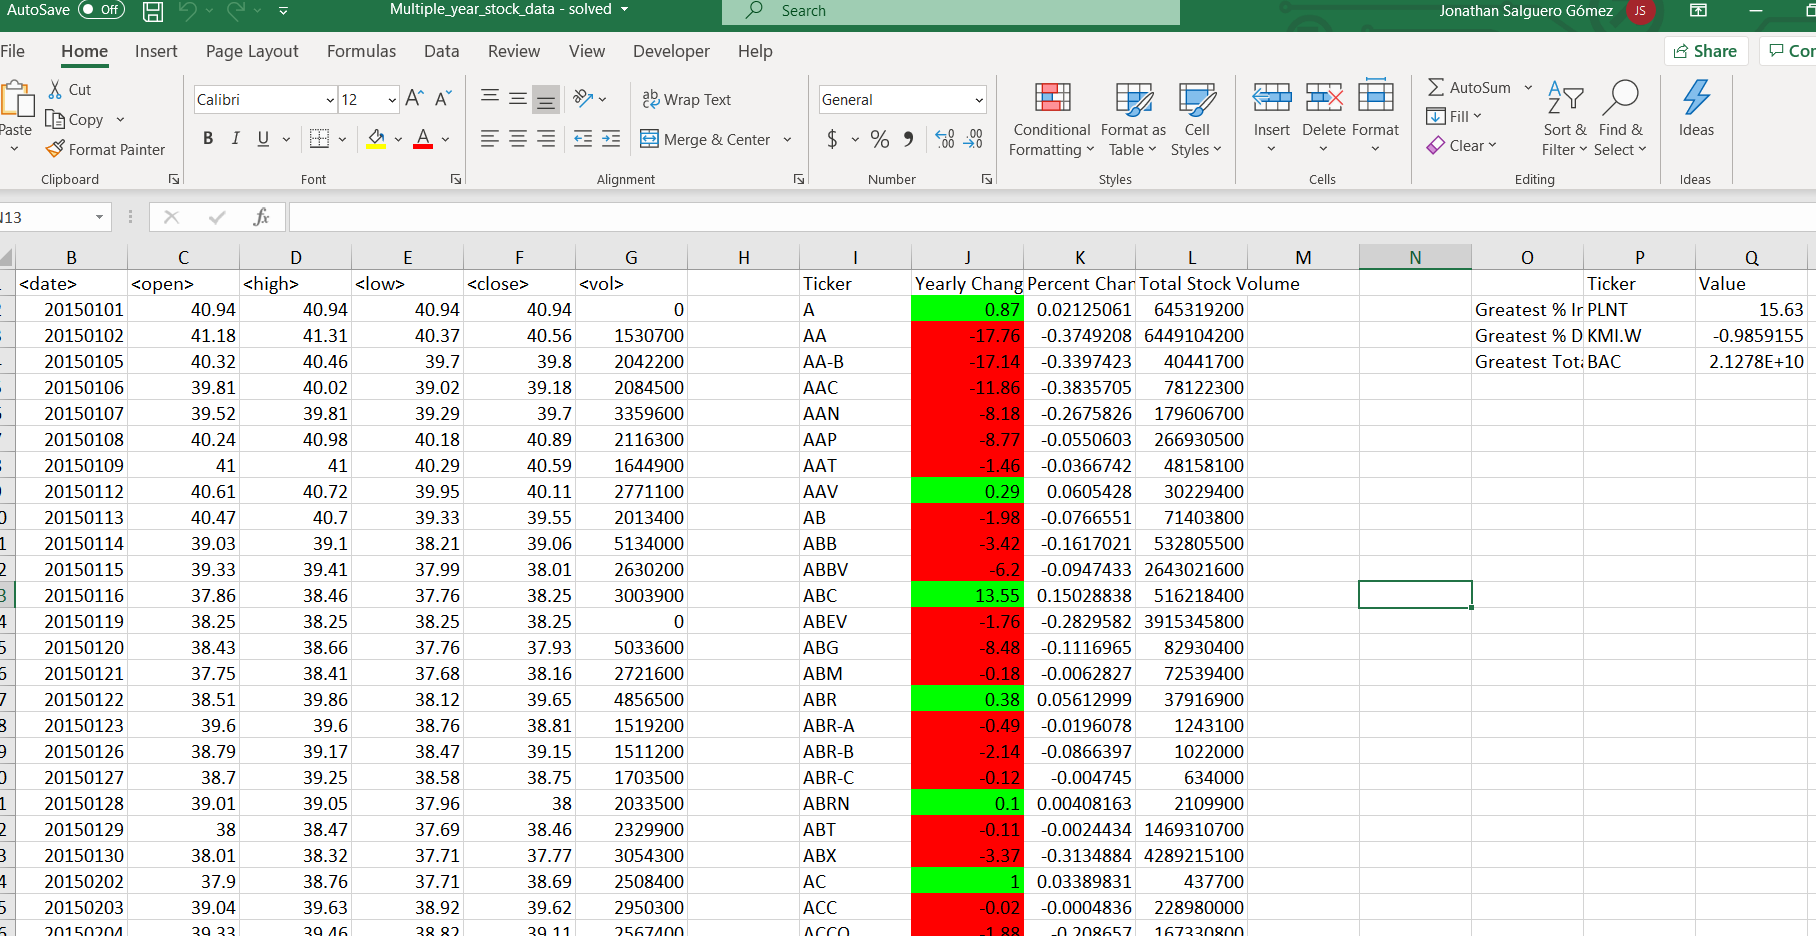 AutoSave Off Multiple_year_stock_data - solved Search Jonathan Salguero Gómez JS
File Home Insert Page Layout Formulas Data Review View Developer Help Share
Cut Calibri 12 Wrap Text General AutoSum
Copy Fill
Paste Format Painter B I U Merge & Center $ % Conditional Formatting Format as Table Cell Styles Insert Delete Format Clear Sort & Filter Find & Select Ideas
Clipboard Font Alignment Number Styles Cells Editing Ideas
fx
B C D E F G H I J K L M N O P Q
<date> <open> <high> <low> <close> <vol> Ticker Yearly Chang Percent Chan Total Stock Volume Ticker Value
20150101 40.94 40.94 40.94 40.94 0 A 0.87 0.02125061 645319200 Greatest % In PLNT 15.63
20150102 41.18 41.31 40.37 40.56 1530700 AA -17.76 -0.3749208 6449104200 Greatest % D KMI.W -0.9859155
20150105 40.32 40.46 39.7 39.8 2042200 AA-B -17.14 -0.3397423 40441700 Greatest Tota BAC 2.1278E+10
20150106 39.81 40.02 39.02 39.18 2084500 AAC -11.86 -0.3835705 78122300
20150107 39.52 39.81 39.29 39.7 3359600 AAN -8.18 -0.2675826 179606700
20150108 40.24 40.98 40.18 40.89 2116300 AAP -8.77 -0.0550603 266930500
20150109 41 41 40.29 40.59 1644900 AAT -1.46 -0.0366742 48158100
20150112 40.61 40.72 39.95 40.11 2771100 AAV 0.29 0.0605428 30229400
20150113 40.47 40.7 39.33 39.55 2013400 AB -1.98 -0.0766551 71403800
20150114 39.03 39.1 38.21 39.06 5134000 ABB -3.42 -0.1617021 532805500
20150115 39.33 39.41 37.99 38.01 2630200 ABBV -6.2 -0.0947433 2643021600
20150116 37.86 38.46 37.76 38.25 3003900 ABC 13.55 0.15028838 516218400
20150119 38.25 38.25 38.25 38.25 0 ABEV -1.76 -0.2829582 3915345800
20150120 38.43 38.66 37.76 37.93 5033600 ABG -8.48 -0.1116965 82930400
20150121 37.75 38.41 37.68 38.16 2721600 ABM -0.18 -0.0062827 72539400
20150122 38.51 39.86 38.12 39.65 4856500 ABR 0.38 0.05612999 37916900
20150123 39.6 39.6 38.76 38.81 1519200 ABR-A -0.49 -0.0196078 1243100
20150126 38.79 39.17 38.47 39.15 1511200 ABR-B -2.14 -0.0866397 1022000
20150127 38.7 39.25 38.58 38.75 1703500 ABR-C -0.12 -0.004745 634000
20150128 39.01 39.05 37.96 38 2033500 ABRN 0.1 0.00408163 2109900
20150129 38 38.47 37.69 38.46 2329900 ABT -0.11 -0.0024434 1469310700
20150130 38.01 38.32 37.71 37.77 3054300 ABX -3.37 -0.3134884 4289215100
20150202 37.9 38.76 37.71 38.69 2508400 AC 1 0.03389831 437700
20150203 39.04 39.63 38.92 39.62 2950300 ACC -0.02 -0.0004836 228980000
20150204 39.33 39.46 38.82 39.11 2567400 ACCO -1.88 -0.208657 167330800